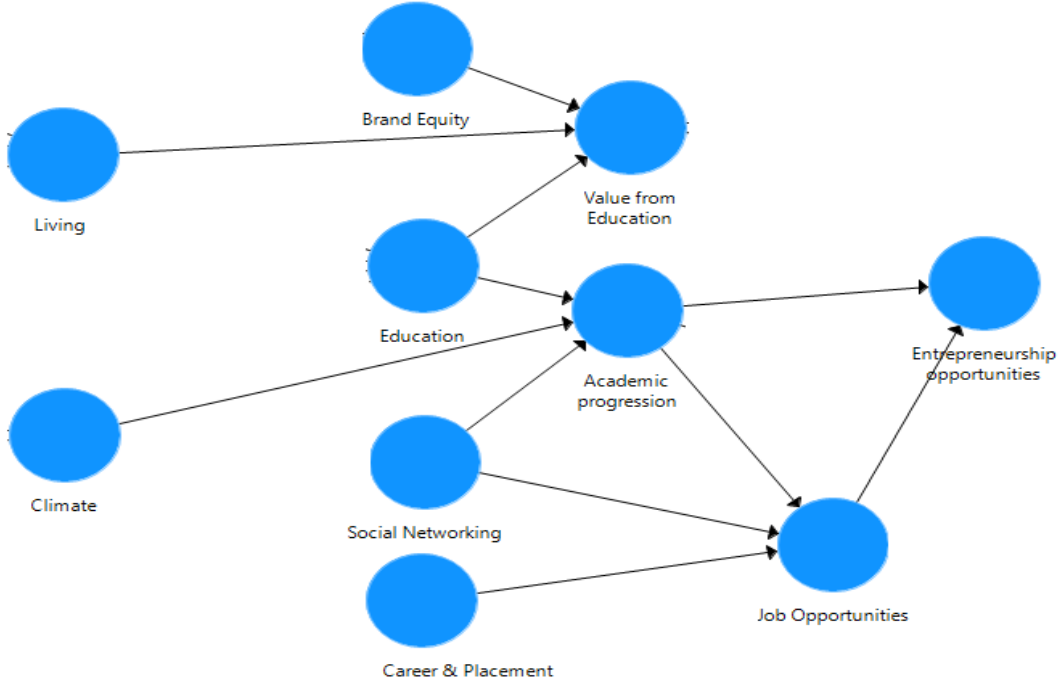 Brand Equity
Living
Value from
Education
Education
Academic
progression
Entrepreneurship
opportunities
Climate
Social Networking
Job Opportunities
Career & Placement